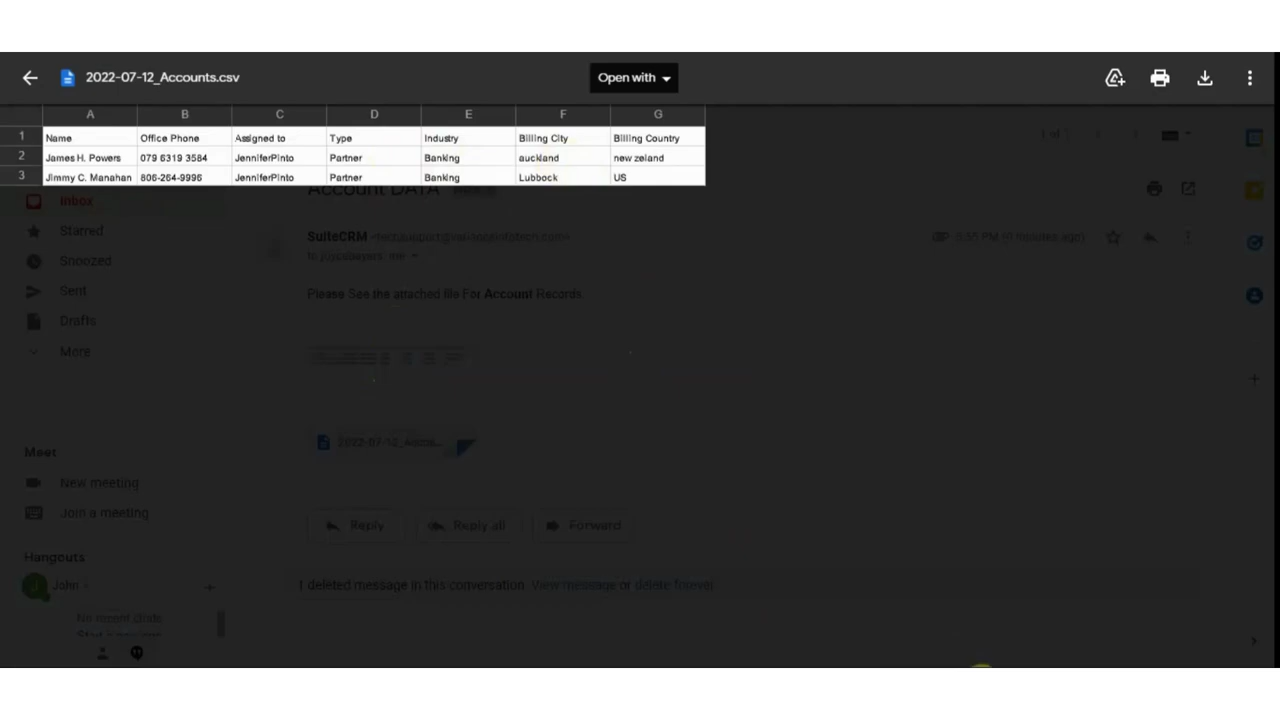 2022-07-12_Accounts.csv
Open with
A B C D E F G
1 Name Office Phone Assigned to Type Industry Billing City Billing Country
2 James H. Powers 079 6319 3584 JenniferPinto Partner Banking auckland new zeland
3 Jimmy C. Manahan 806-264-9996 JenniferPinto Partner Banking Lubbock US
Account DATA
Inbox
Starred
SuiteCRM
Snoozed
Sent
Please See the attached file For Account Records
Drafts
More
2022-07-12_Accou...
Meet
New meeting
Join a meeting
Reply Reply all Forward
Hangouts
John
1 deleted message in this conversation. View message or delete forever
No recent chats